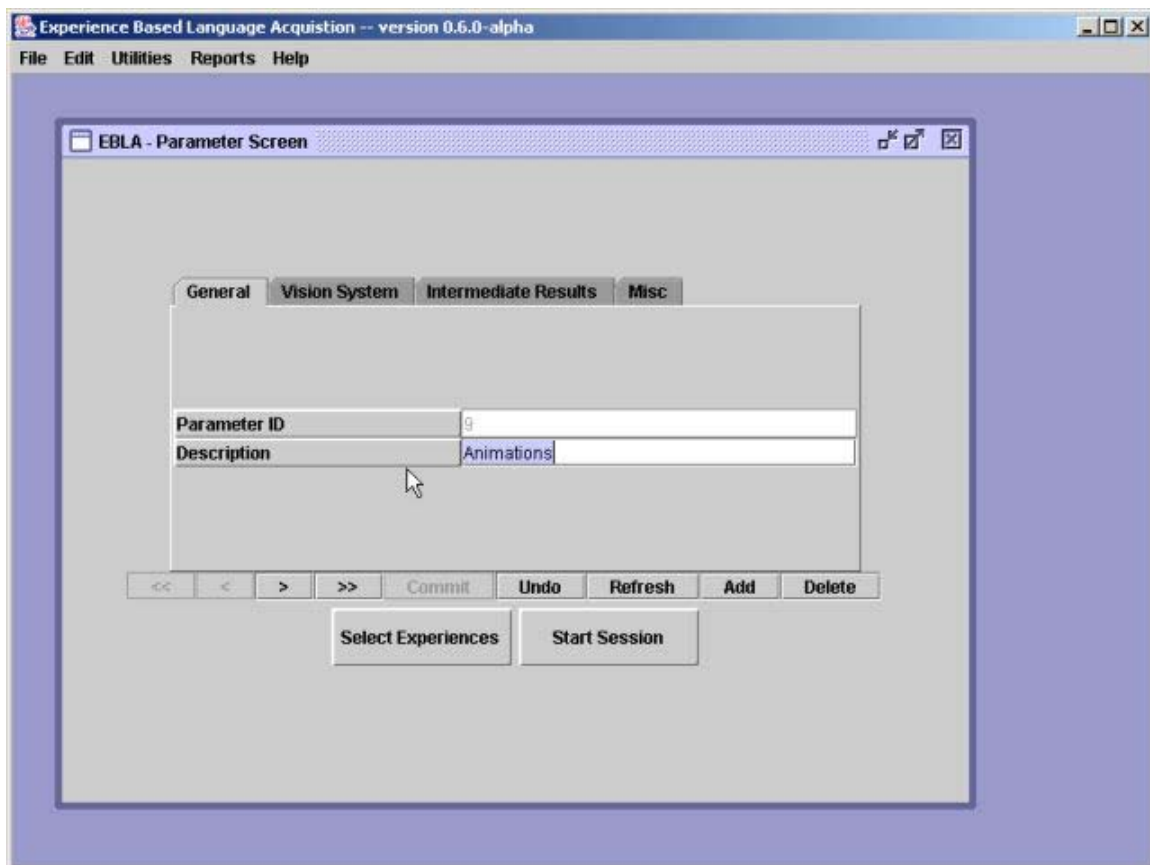 Experience Based Language Acquistion -- version 0.6.0-alpha
File Edit Utilities Reports Help
EBLA - Parameter Screen
General Vision System Intermediate Results Misc
Parameter ID 9
Description Animations
<< < > >> Commit Undo Refresh Add Delete
Select Experiences Start Session